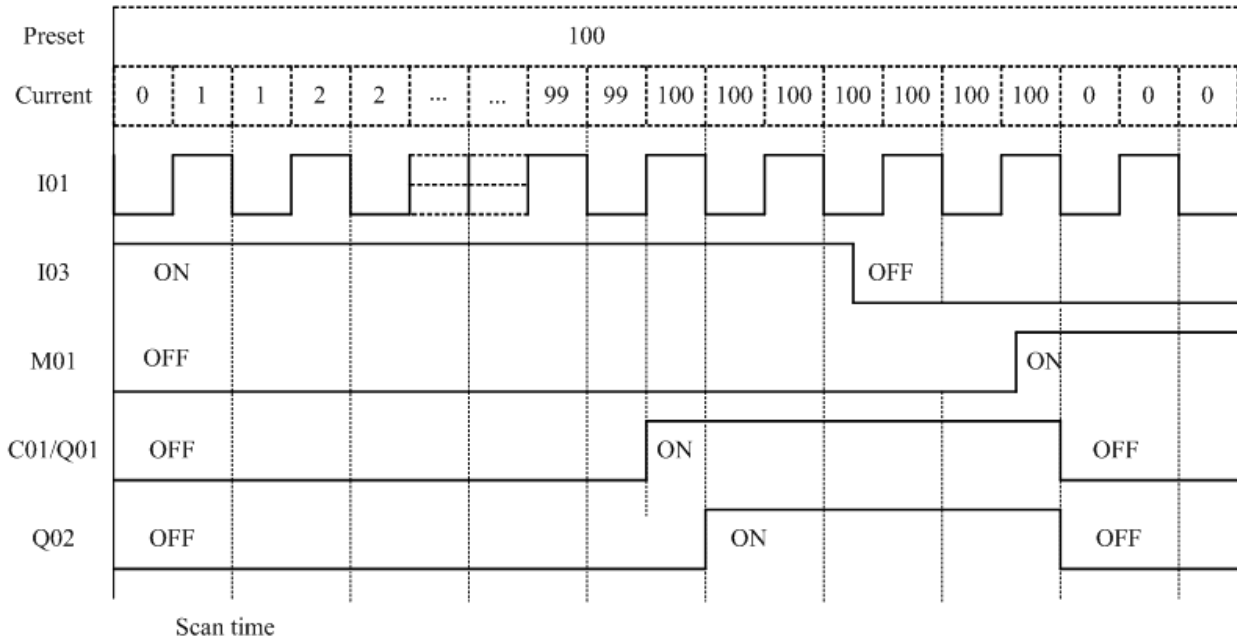 Preset 100
Current 0 1 1 2 2 ... ... 99 99 100 100 100 100 100 100 100 0 0 0
I01
I03 ON OFF
M01 OFF ON
C01/Q01 OFF ON OFF
Q02 OFF ON OFF
Scan time